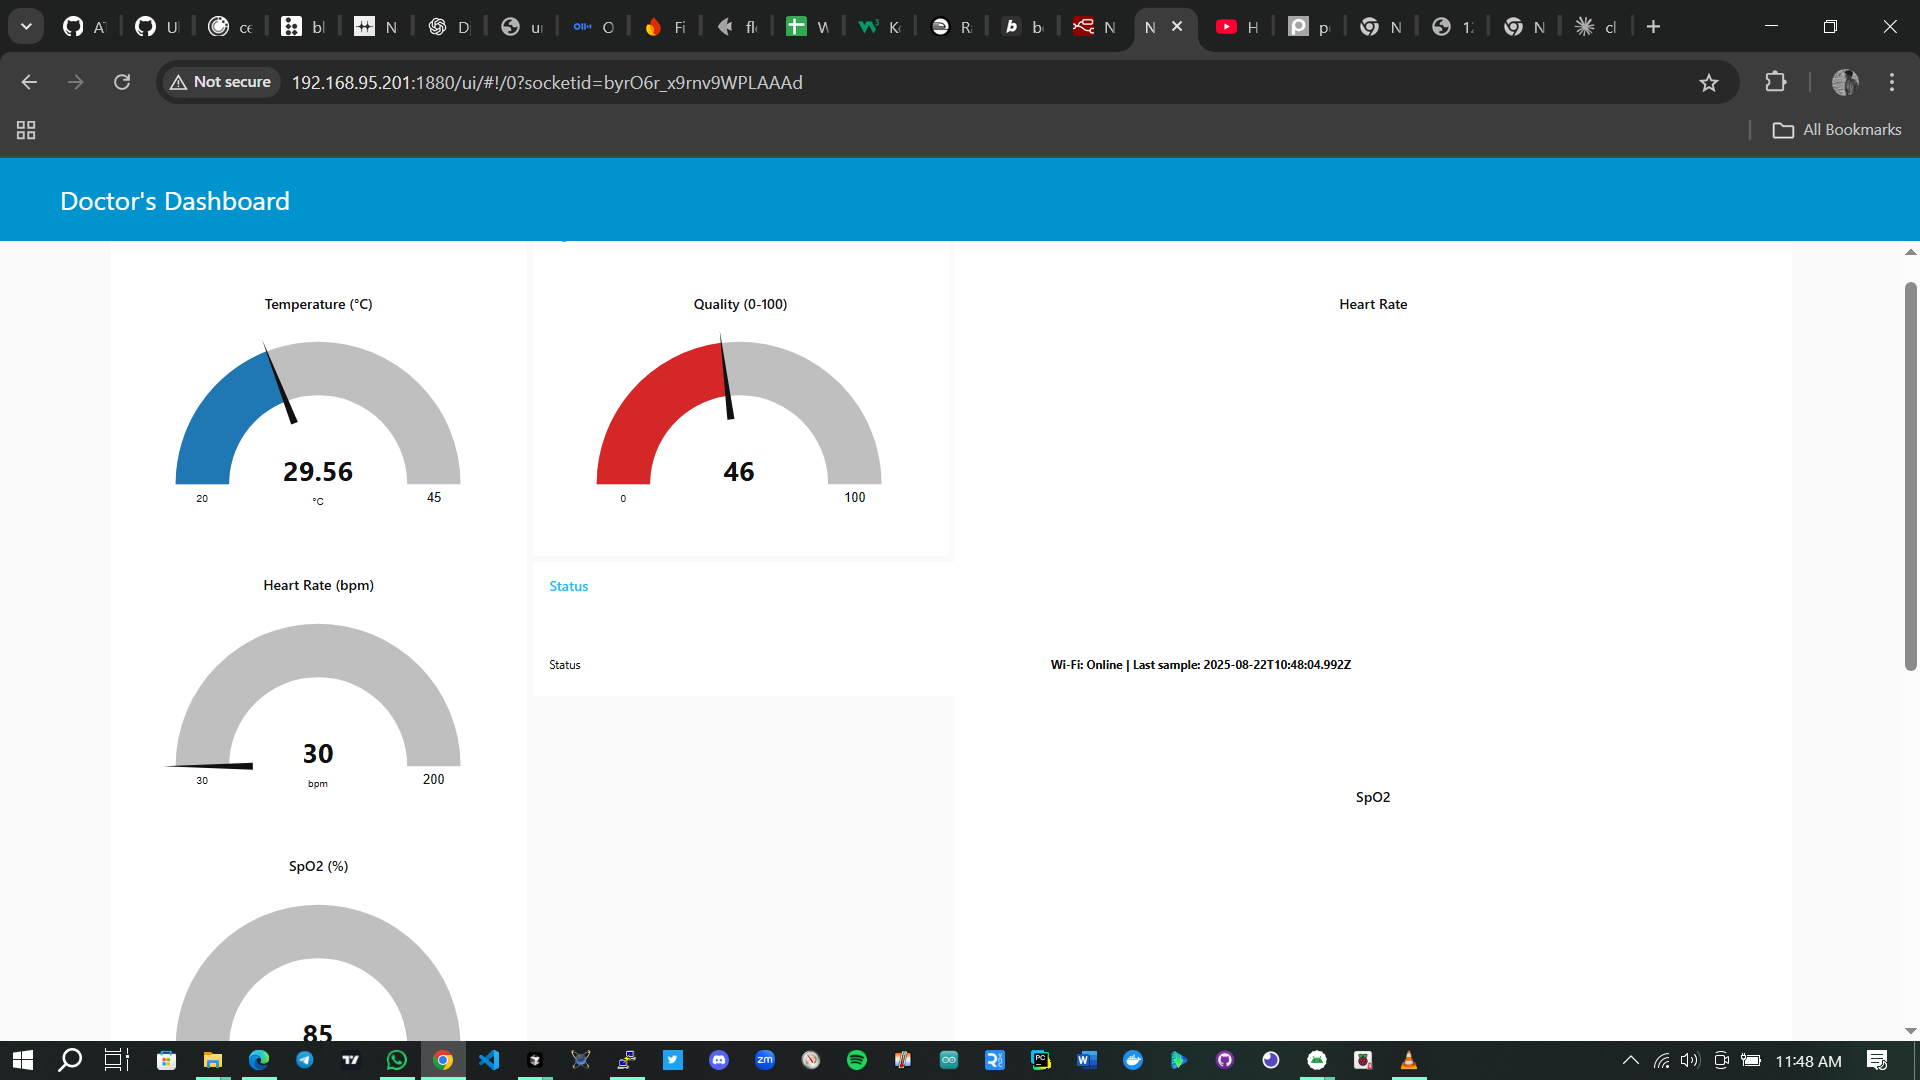 A
U
ce
bl
N
D
u
O
Fi
fl
W
K
R
b
N
N
H
p
N
1
N
cl
Not secure
192.168.95.201:1880/ui/#!/0?socketid=byrO6r_x9rnv9WPLAAAd
All Bookmarks
Doctor's Dashboard
Temperature (°C)
29.56
°C
20
45
Quality (0-100)
46
0
100
Heart Rate
Heart Rate (bpm)
30
bpm
30
200
Status
Status
Wi-Fi: Online | Last sample: 2025-08-22T10:48:04.992Z
SpO2
SpO2 (%)
85
11:48 AM